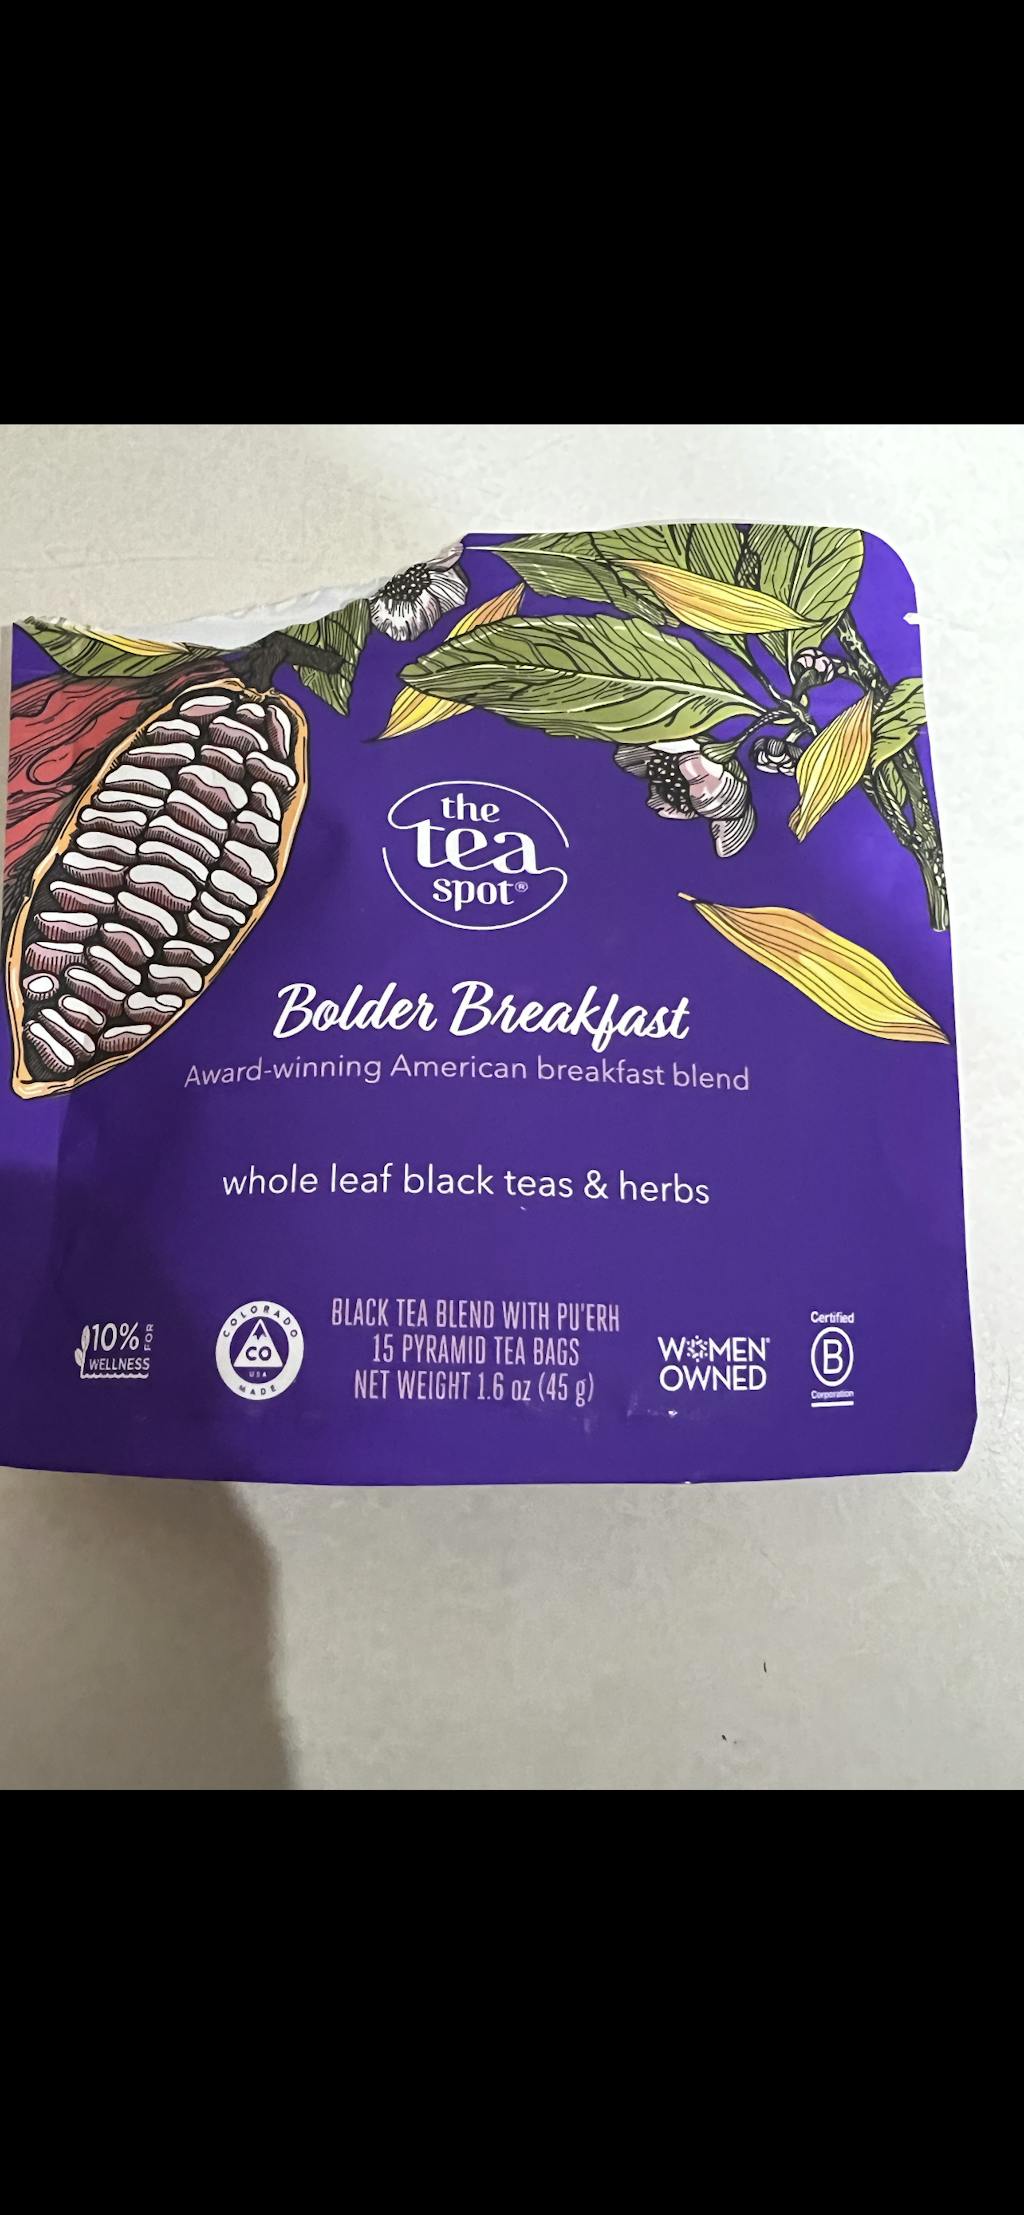 the
tea
spot®
Bolder Breakfast
Award-winning American breakfast blend
whole leaf black teas & herbs
10% FOR
WELLNESS
COLORADO
CO
USA
MADE
BLACK TEA BLEND WITH PU'ERH
15 PYRAMID TEA BAGS
NET WEIGHT 1.6 oz (45 g)
WOMEN
OWNED
Certified
B
Corporation